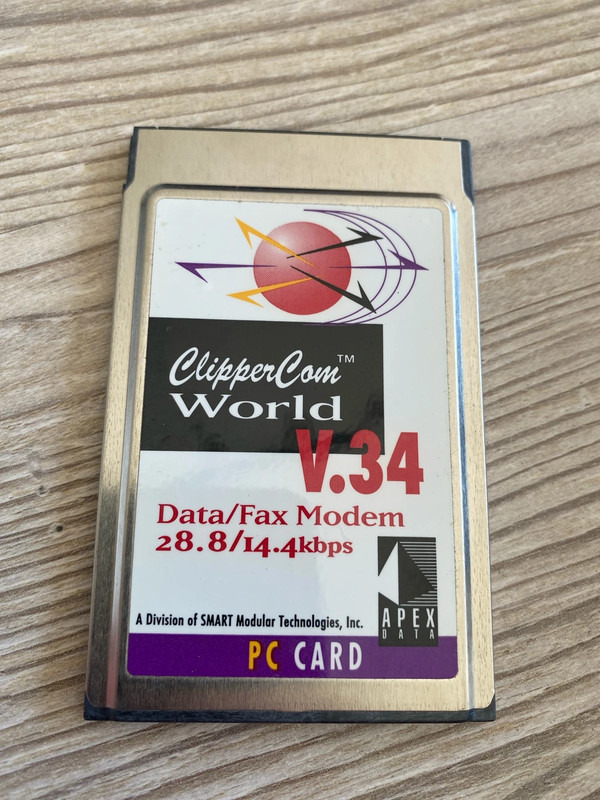 ClipperCom™
World
V.34
Data/Fax Modem
28.8/14.4kbps
APEX
DATA
A Division of SMART Modular Technologies, Inc.
PC CARD